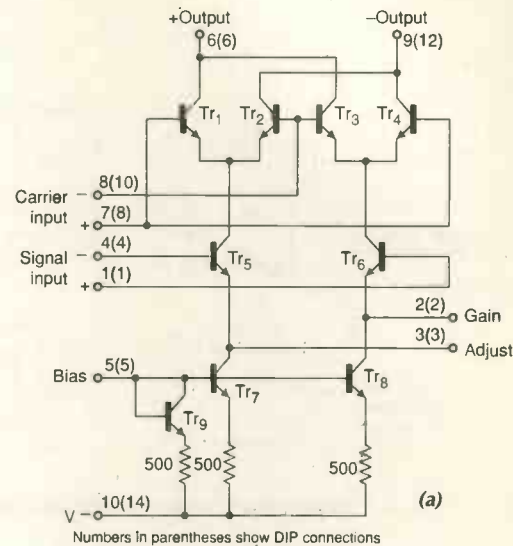 +Output
−Output
6(6)
9(12)
Tr1
Tr2
Tr3
Tr4
8(10)
Carrier
input
−
7(8)
+
4(4)
Signal
input
−
Tr5
Tr6
1(1)
+
2(2)
Gain
3(3)
Adjust
5(5)
Bias
Tr7
Tr8
Tr9
500
500
500
(a)
10(14)
V −
Numbers in parentheses show DIP connections